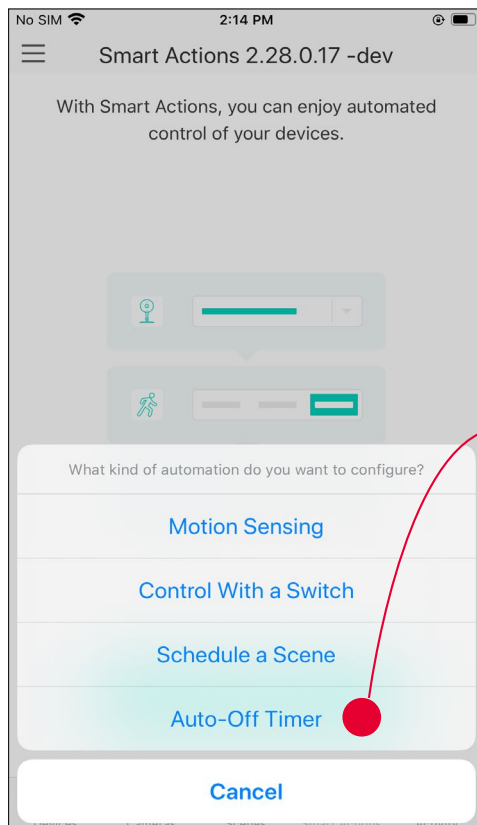 No SIM 2:14 PM
Smart Actions 2.28.0.17 -dev
With Smart Actions, you can enjoy automated
control of your devices.
What kind of automation do you want to configure?
Motion Sensing
Control With a Switch
Schedule a Scene
Auto-Off Timer
Cancel